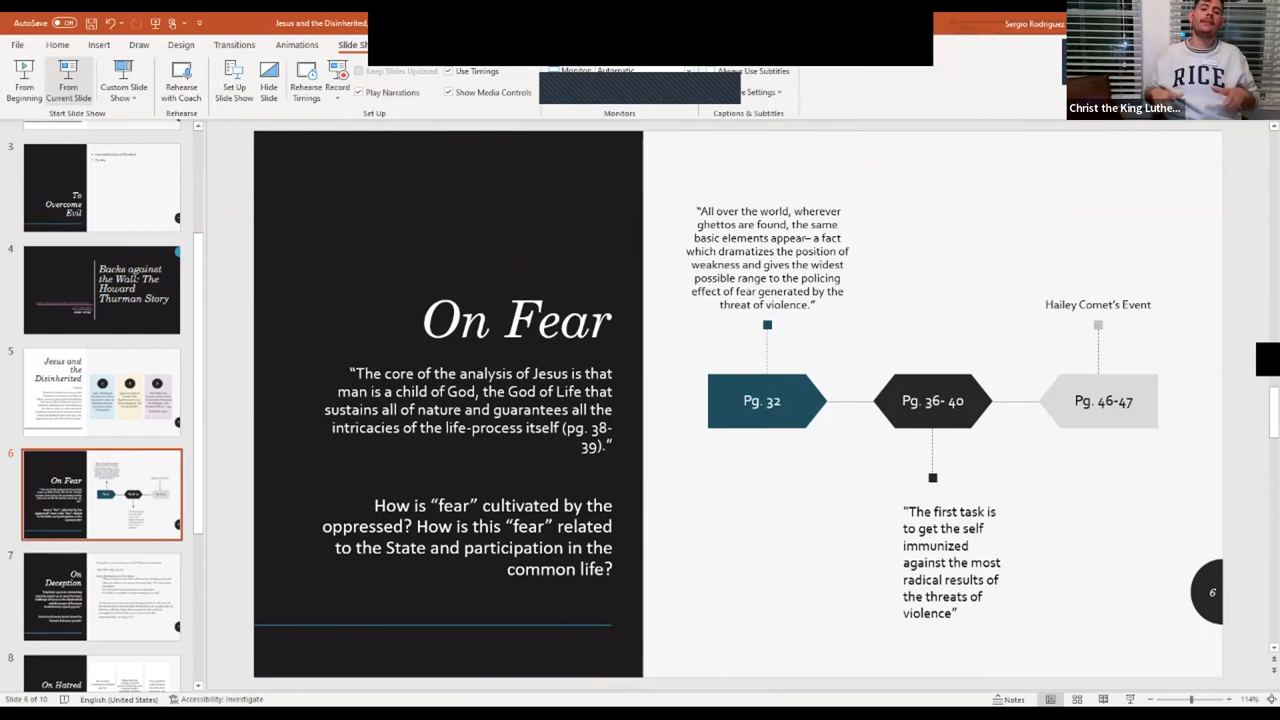 AutoSave Off
Jesus and the Disinherited,
Sergio Rodriguez
File Home Insert Draw Design Transitions Animations Slide Sh
From Beginning
From Current Slide
Custom Slide Show
Start Slide Show
Rehearse with Coach
Rehearse
Set Up Slide Show
Hide Slide
Rehearse Timings
Record
Keep Slides Updated
Play Narrations
Use Timings
Show Media Controls
Set Up
Monitor: Automatic
Monitors
Always Use Subtitles
Settings
Captions & Subtitles
RICE
Christ the King Luthe...
3
To
Overcome
Evil
4
Backs against
the Wall: The
Howard
Thurman Story
5
Jesus and
the
Disinherited
6
On Fear
7
On
Deception
8
On Hatred
On Fear
“The core of the analysis of Jesus is that
man is a child of God, the God of Life that
sustains all of nature and guarantees all the
intricacies of the life-process itself (pg. 38-
39).”
How is “fear” cultivated by the
oppressed? How is this “fear” related
to the State and participation in the
common life?
“All over the world, wherever
ghettos are found, the same
basic elements appear– a fact
which dramatizes the position of
weakness and gives the widest
possible range to the policing
effect of fear generated by the
threat of violence.”
Hailey Comet’s Event
Pg. 32
Pg. 36- 40
Pg. 46-47
“The first task is
to get the self
immunized
against the most
radical results of
the threats of
violence”
6
Slide 6 of 10
English (United States)
Accessibility: Investigate
Notes
114%